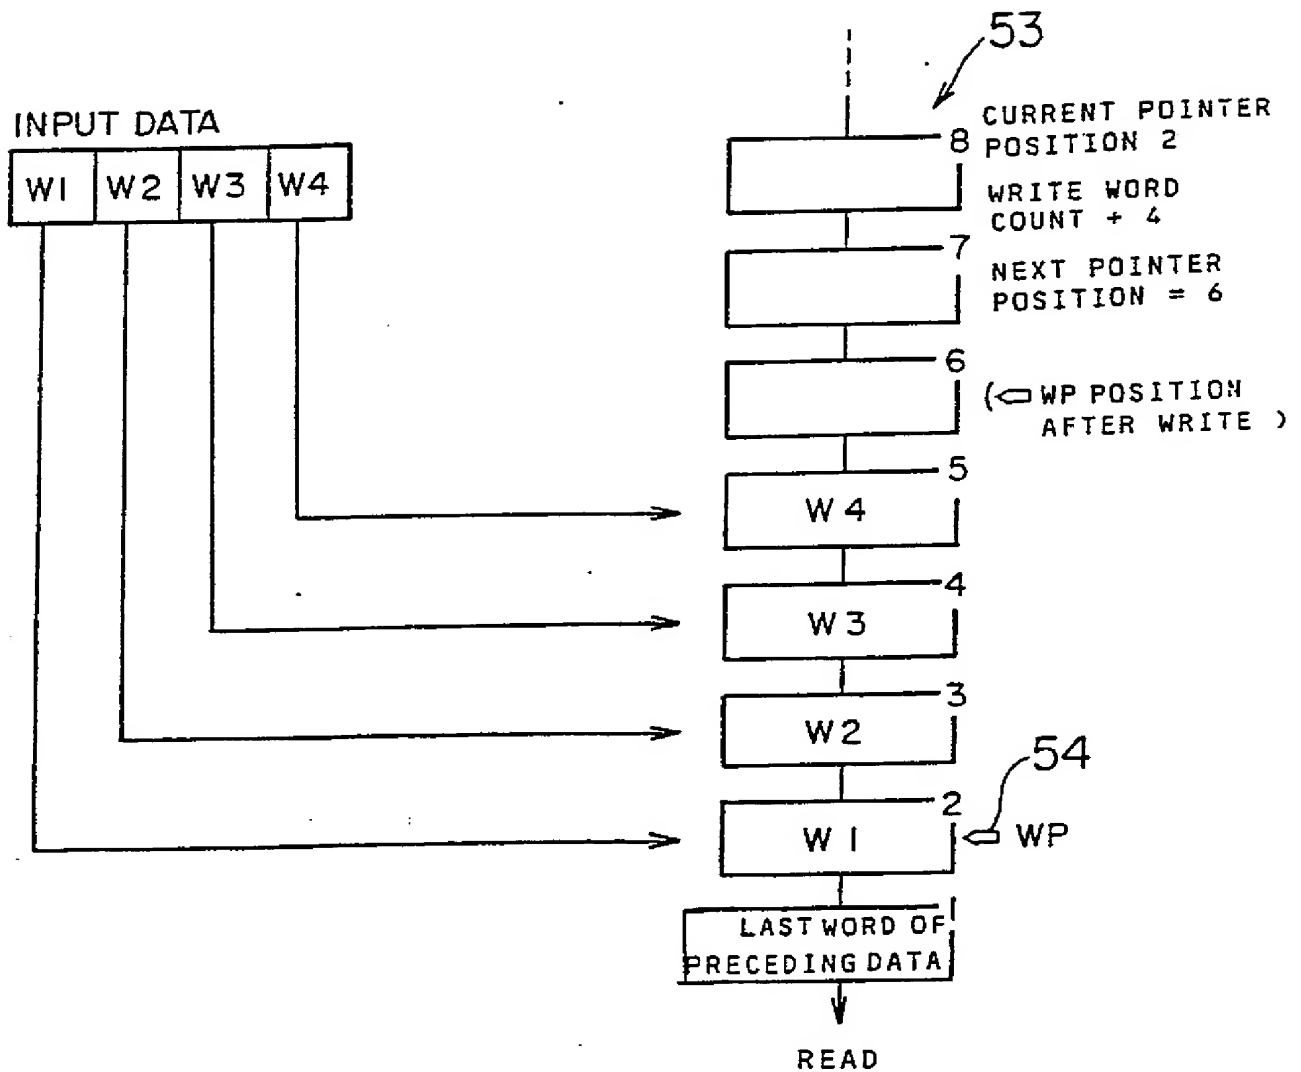 53
INPUT DATA
W1 W2 W3 W4
8
CURRENT POINTER
POSITION 2
WRITE WORD
COUNT + 4
7
NEXT POINTER
POSITION = 6
6
( WP POSITION
AFTER WRITE )
5
W4
4
W3
3
W2
54
2
W1
WP
1
LAST WORD OF
PRECEDING DATA
READ